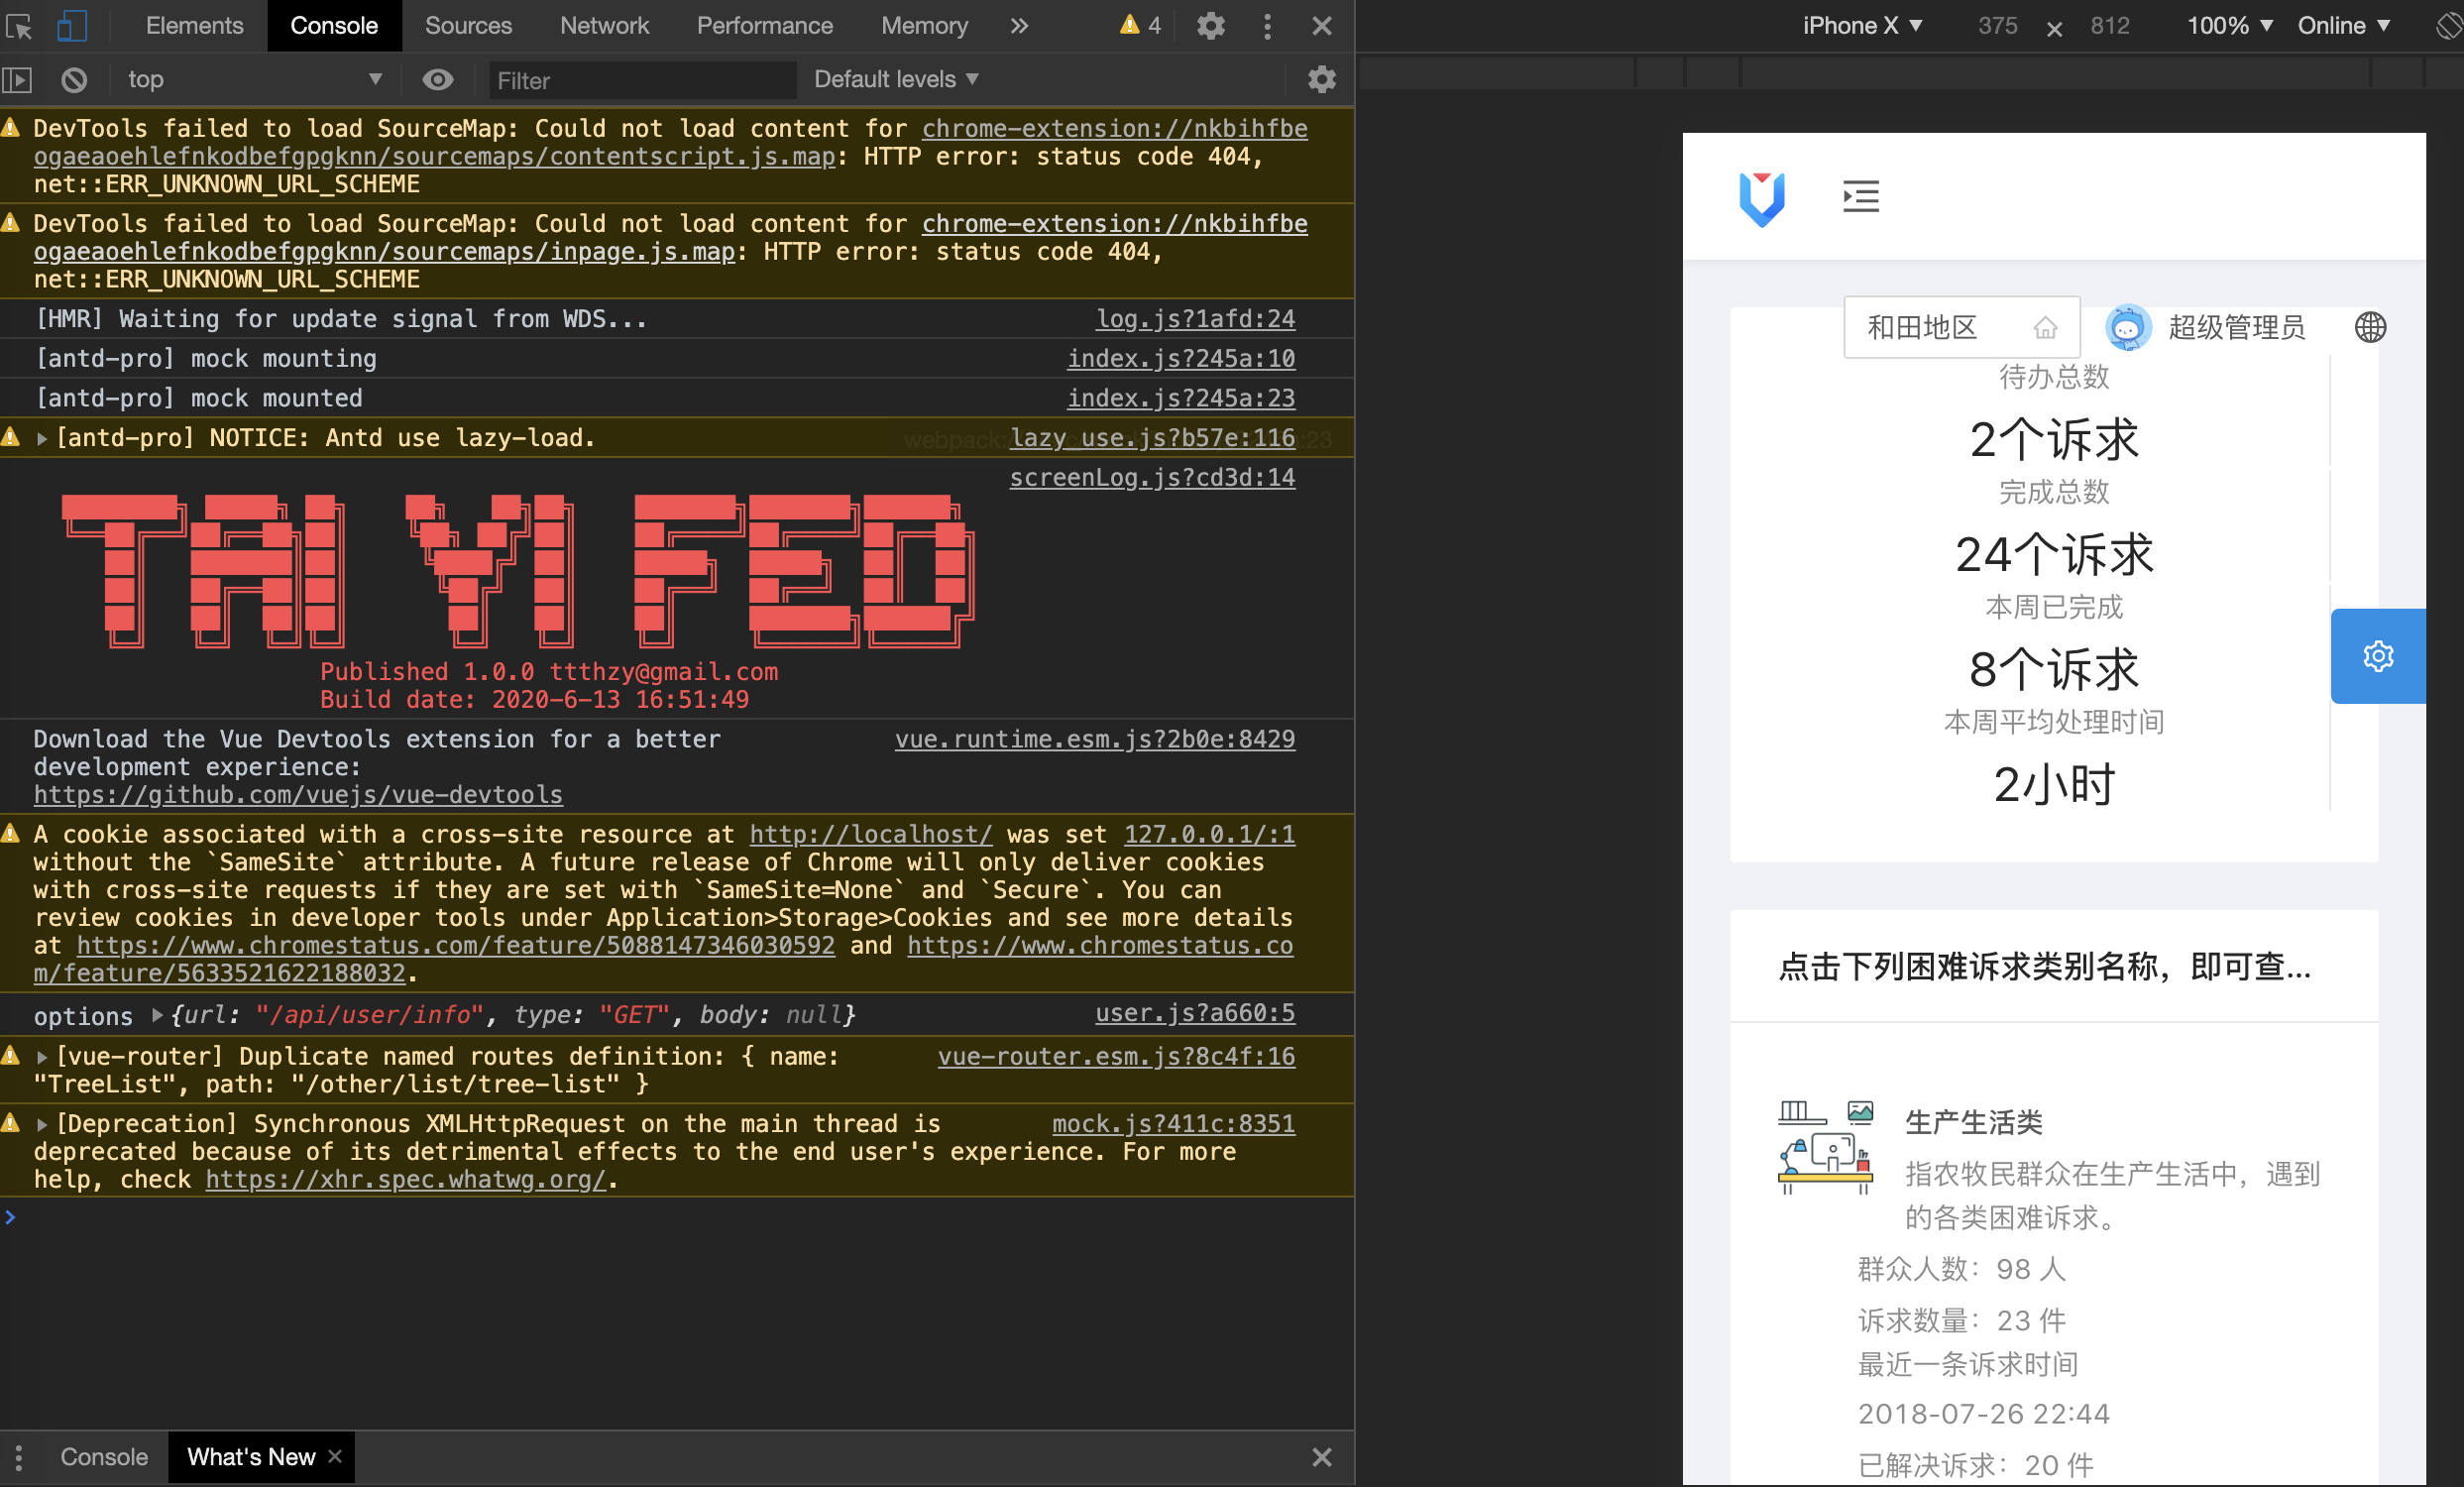 Elements Console Sources Network Performance Memory » 4
top Filter Default levels
DevTools failed to load SourceMap: Could not load content for chrome-extension://nkbihfbe
ogaeaoehlefnkodbefgpgknn/sourcemaps/contentscript.js.map: HTTP error: status code 404,
net::ERR_UNKNOWN_URL_SCHEME
DevTools failed to load SourceMap: Could not load content for chrome-extension://nkbihfbe
ogaeaoehlefnkodbefgpgknn/sourcemaps/inpage.js.map: HTTP error: status code 404,
net::ERR_UNKNOWN_URL_SCHEME
[HMR] Waiting for update signal from WDS... log.js?1afd:24
[antd-pro] mock mounting index.js?245a:10
[antd-pro] mock mounted index.js?245a:23
[antd-pro] NOTICE: Antd use lazy-load. lazy_use.js?b57e:116
screenLog.js?cd3d:14
TAI YI FED
Published 1.0.0 ttthzy@gmail.com
Build date: 2020-6-13 16:51:49
Download the Vue Devtools extension for a better vue.runtime.esm.js?2b0e:8429
development experience:
https://github.com/vuejs/vue-devtools
A cookie associated with a cross-site resource at http://localhost/ was set 127.0.0.1/:1
without the `SameSite` attribute. A future release of Chrome will only deliver cookies
with cross-site requests if they are set with `SameSite=None` and `Secure`. You can
review cookies in developer tools under Application>Storage>Cookies and see more details
at https://www.chromestatus.com/feature/5088147346030592 and https://www.chromestatus.co
m/feature/5633521622188032.
options {url: "/api/user/info", type: "GET", body: null} user.js?a660:5
[vue-router] Duplicate named routes definition: { name: vue-router.esm.js?8c4f:16
"TreeList", path: "/other/list/tree-list" }
[Deprecation] Synchronous XMLHttpRequest on the main thread is mock.js?411c:8351
deprecated because of its detrimental effects to the end user's experience. For more
help, check https://xhr.spec.whatwg.org/.
Console What's New
iPhone X 375 × 812 100% Online
和田地区 超级管理员
待办总数
2个诉求
完成总数
24个诉求
本周已完成
8个诉求
本周平均处理时间
2小时
点击下列困难诉求类别名称，即可查...
生产生活类
指农牧民群众在生产生活中，遇到
的各类困难诉求。
群众人数：98 人
诉求数量：23 件
最近一条诉求时间
2018-07-26 22:44
已解决诉求：20 件